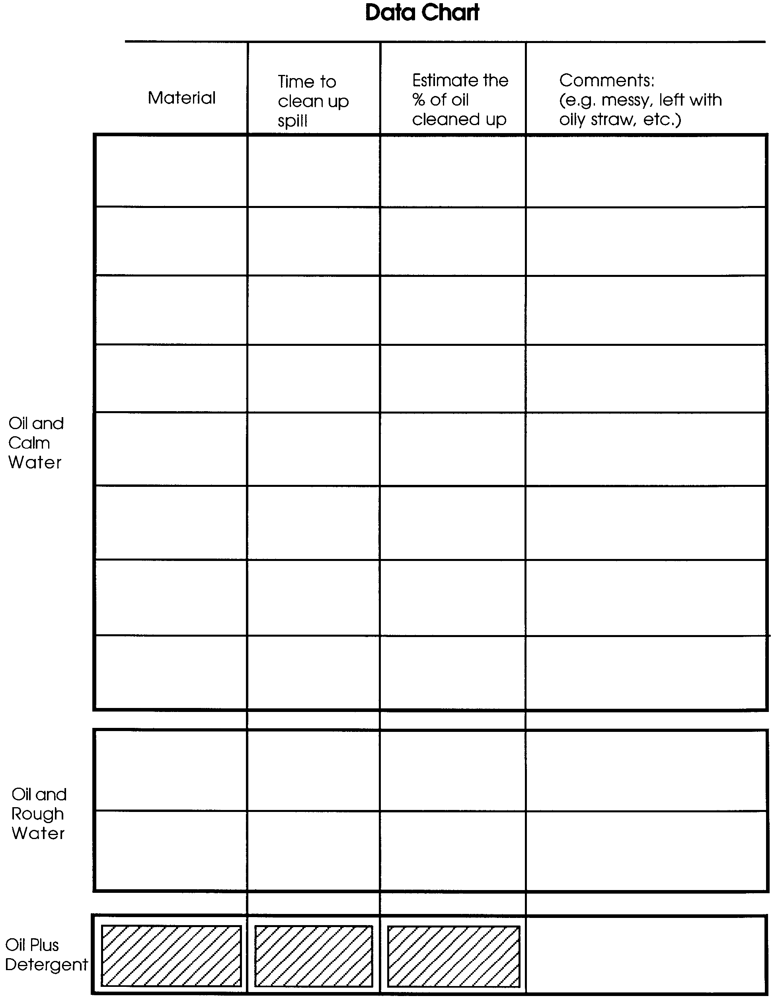 Data Chart
Material
Time to
clean up
spill
Estimate the
% of oil
cleaned up
Comments:
(e.g. messy, left with
oily straw, etc.)
Oil and
Calm
Water
Oil and
Rough
Water
Oil Plus
Detergent